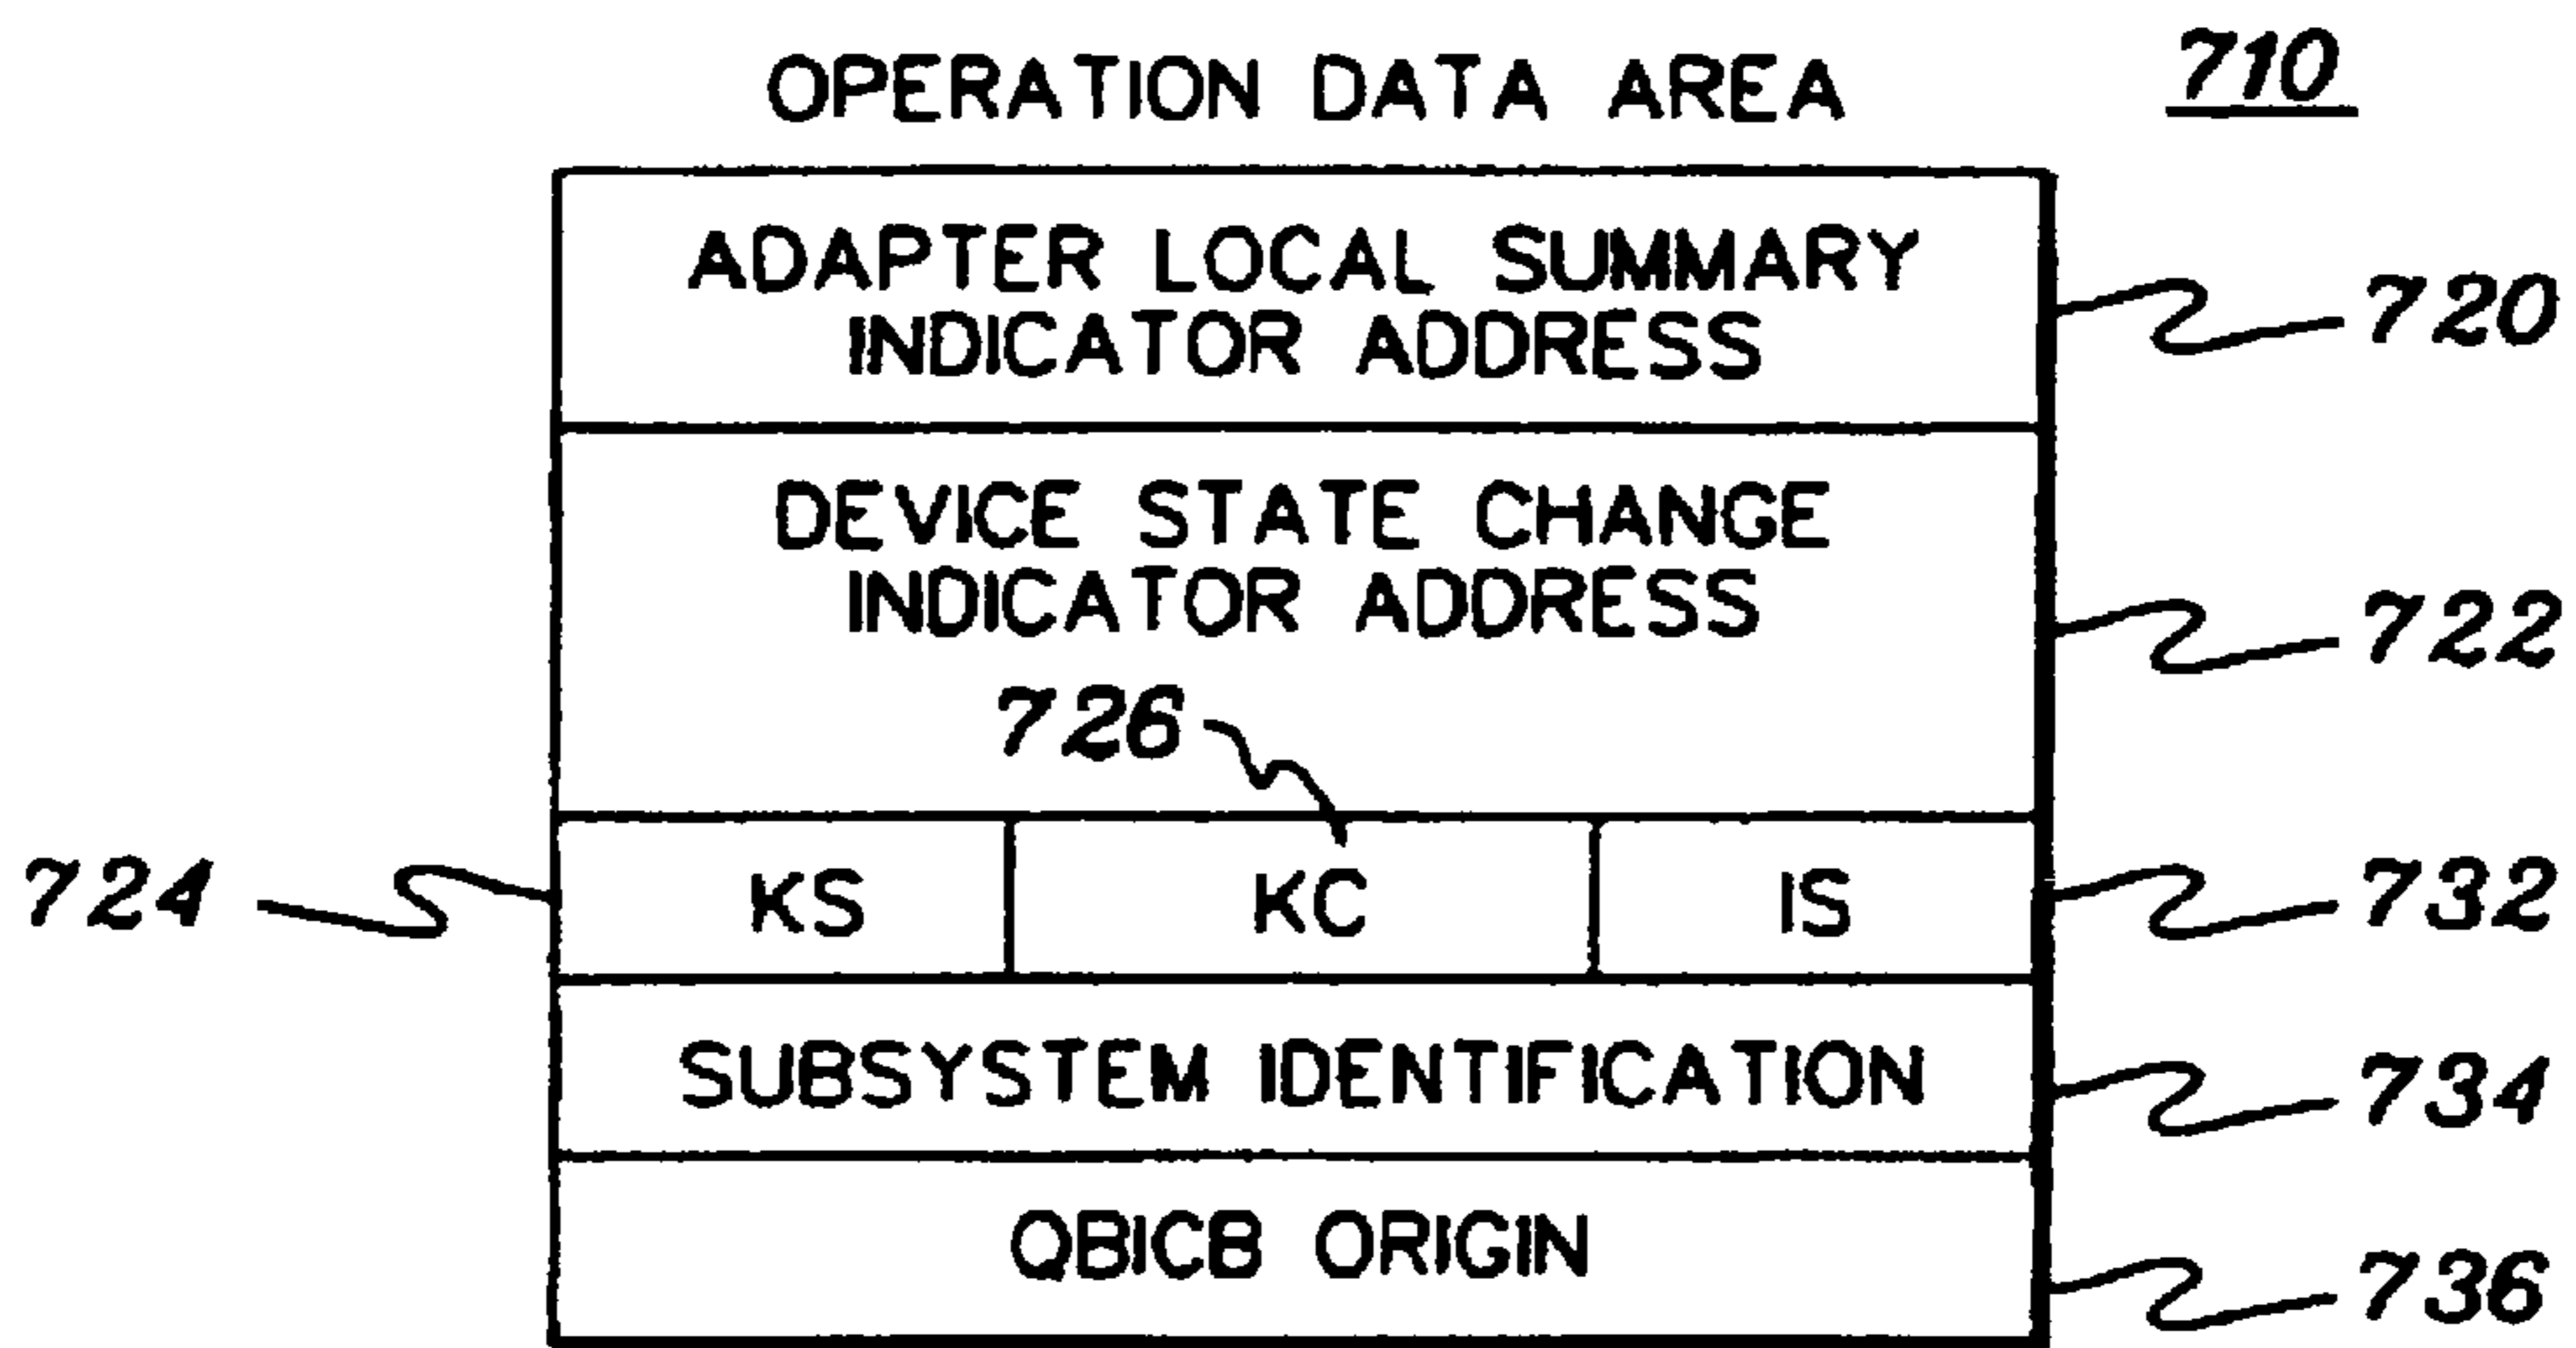 OPERATION DATA AREA 710
ADAPTER LOCAL SUMMARY
INDICATOR ADDRESS
720
DEVICE STATE CHANGE
INDICATOR ADDRESS
722
726
724 KS KC IS 732
SUBSYSTEM IDENTIFICATION 734
QBICB ORIGIN 736